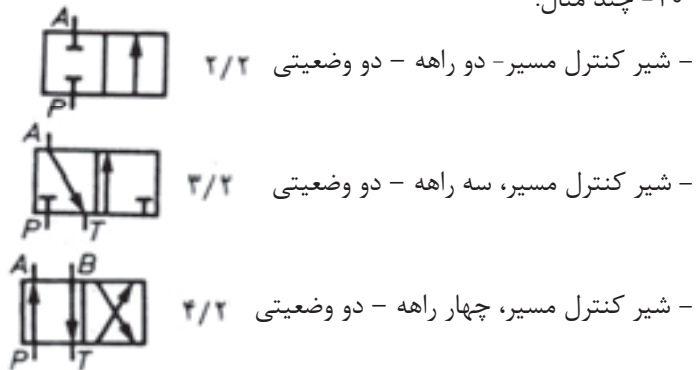 چند مثال:
A
– شیر کنترل مسیر- دو راهه – دو وضعیتی ۲/۲
P
A
– شیر کنترل مسیر، سه راهه – دو وضعیتی ۳/۲
P T
A B
– شیر کنترل مسیر، چهار راهه – دو وضعیتی ۴/۲
P T